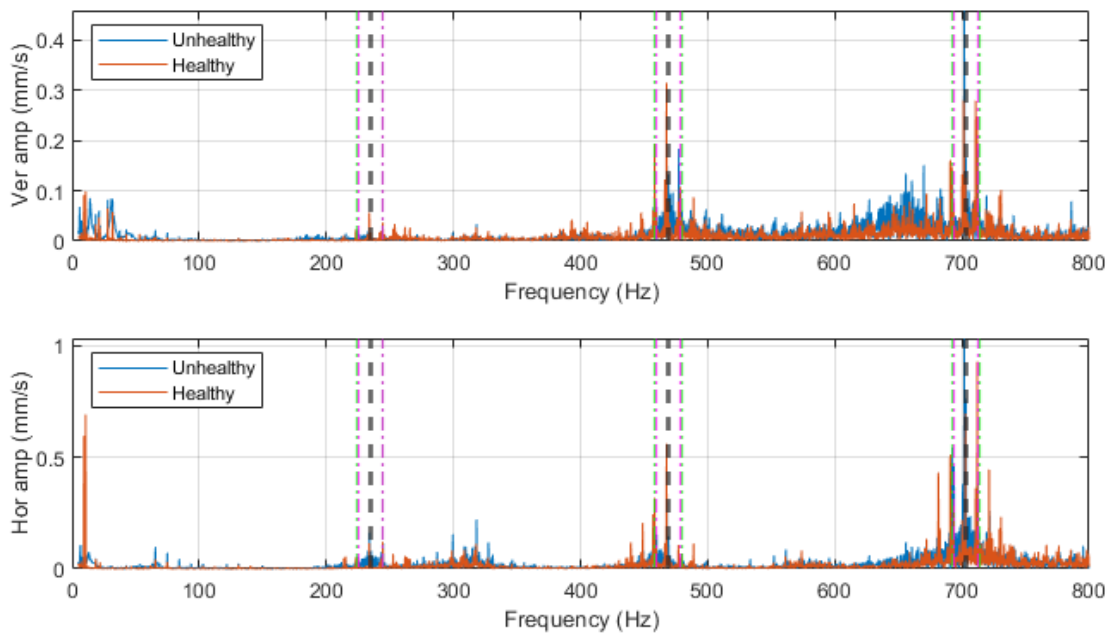 Ver amp (mm/s)
0.4
0.3
0.2
0.1
0
Unhealthy
Healthy
0 100 200 300 400 500 600 700 800
Frequency (Hz)
Hor amp (mm/s)
1
0.5
0
Unhealthy
Healthy
0 100 200 300 400 500 600 700 800
Frequency (Hz)